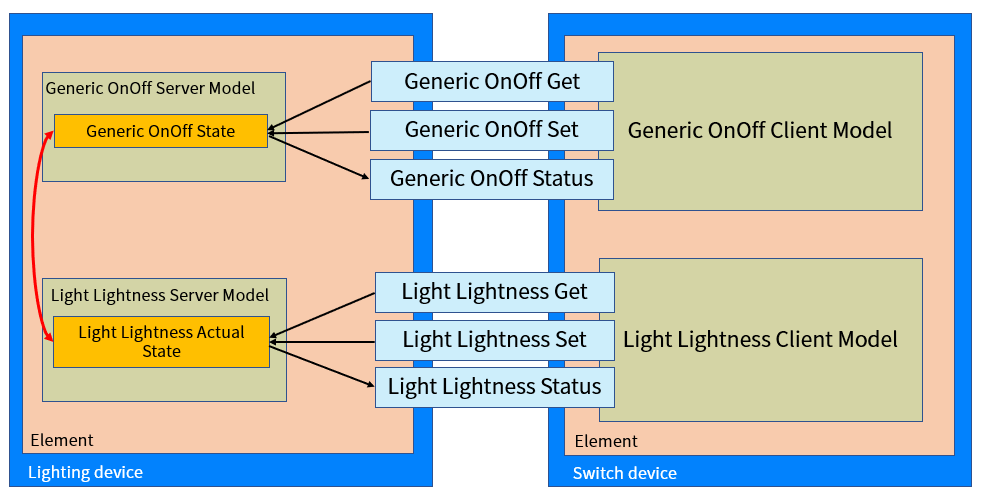 Generic OnOff Server Model
Generic OnOff State
Generic OnOff Get
Generic OnOff Set
Generic OnOff Status
Generic OnOff Client Model
Light Lightness Server Model
Light Lightness Actual
State
Light Lightness Get
Light Lightness Set
Light Lightness Status
Light Lightness Client Model
Element
Lighting device
Element
Switch device